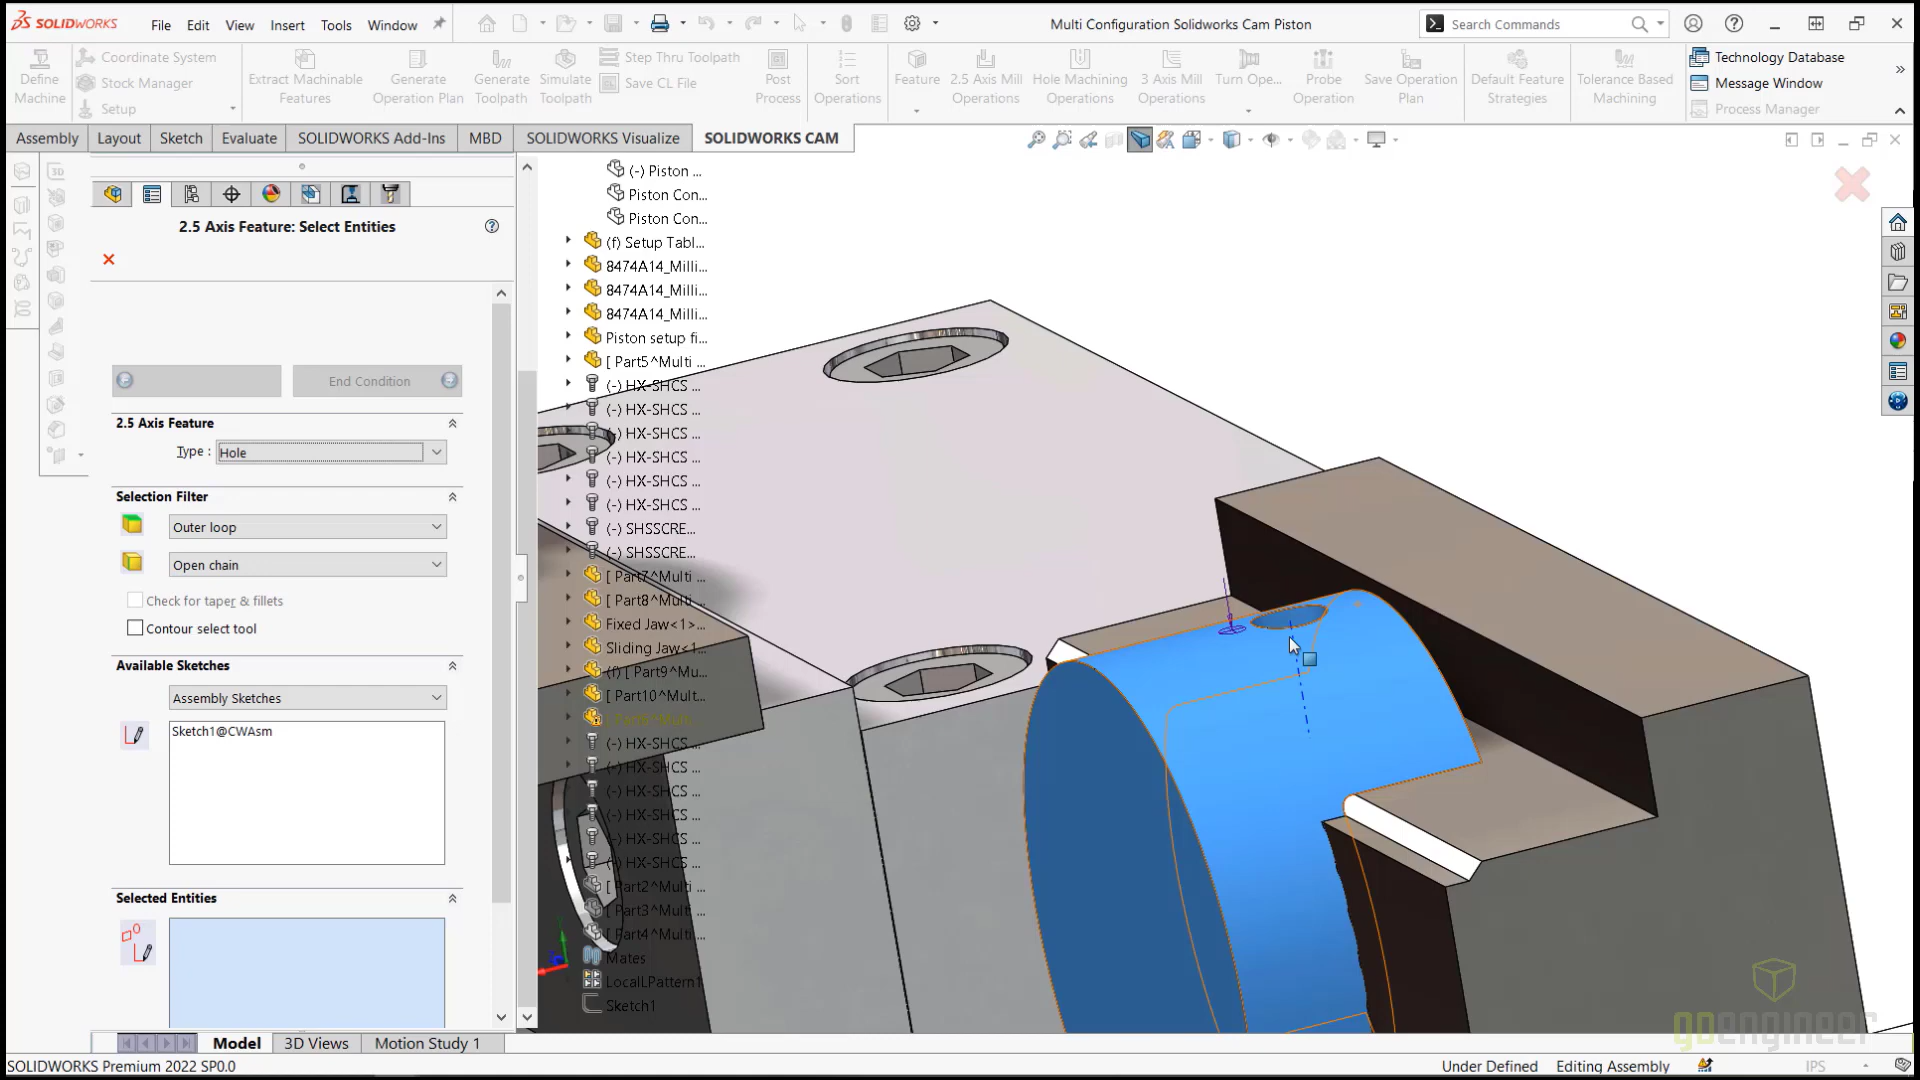 SOLIDWORKS
File
Edit
View
Insert
Tools
Window
Multi Configuration Solidworks Cam Piston
Search Commands
Define Machine
Coordinate System
Stock Manager
Setup
Extract Machinable Features
Generate Operation Plan
Generate Toolpath
Simulate Toolpath
Step Thru Toolpath
Save CL File
Post Process
Sort Operations
Feature
2.5 Axis Mill Operations
Hole Machining Operations
3 Axis Mill Operations
Turn Ope...
Probe Operation
Save Operation Plan
Default Feature Strategies
Tolerance Based Machining
Technology Database
Message Window
Process Manager
Assembly
Layout
Sketch
Evaluate
SOLIDWORKS Add-Ins
MBD
SOLIDWORKS Visualize
SOLIDWORKS CAM
2.5 Axis Feature: Select Entities
End Condition
2.5 Axis Feature
Type :
Hole
Selection Filter
Outer loop
Open chain
Check for taper & fillets
Contour select tool
Available Sketches
Assembly Sketches
Sketch1@CWAsm
Selected Entities
(-) Piston ...
Piston Con...
Piston Con...
(f) Setup Tabl...
8474A14_Milli...
8474A14_Milli...
8474A14_Milli...
Piston setup fi...
[ Part5^Multi ...
(-) HX-SHCS ...
(-) HX-SHCS ...
(-) HX-SHCS ...
(-) HX-SHCS ...
(-) HX-SHCS ...
(-) HX-SHCS ...
(-) SHSSCRE...
(-) SHSSCRE...
[ Part7^Multi ...
[ Part8^Multi ...
Fixed Jaw<1>...
Sliding Jaw<1...
(f) [ Part9^Mu...
[ Part10^Mult...
(-) HX-SHCS ...
(-) HX-SHCS ...
(-) HX-SHCS ...
(-) HX-SHCS ...
(-) HX-SHCS ...
(-) HX-SHCS ...
[ Part2^Multi ...
[ Part3^Multi ...
[ Part4^Multi ...
Mates
LocalLPattern1
Sketch1
Model
3D Views
Motion Study 1
goengineer
SOLIDWORKS Premium 2022 SP0.0
Under Defined
Editing Assembly
IPS